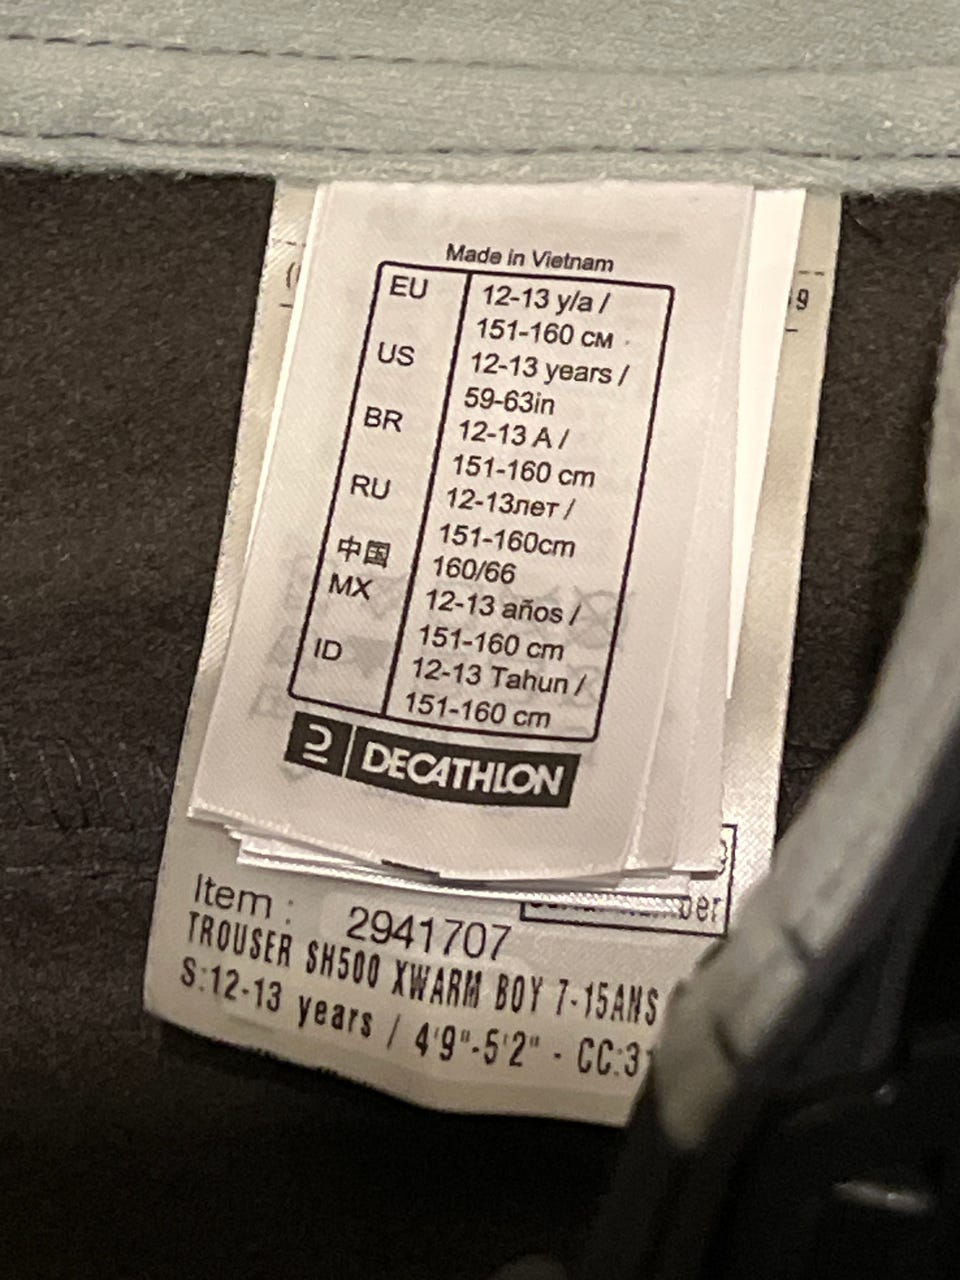 Made in Vietnam
EU 12-13 y/a /
151-160 см
US 12-13 years /
59-63in
BR 12-13 A /
151-160 cm
RU 12-13лет /
151-160cm
中国 160/66
MX 12-13 años /
151-160 cm
ID 12-13 Tahun /
151-160 cm
DECATHLON
Item : 2941707
TROUSER SH500 XWARM BOY 7-15ANS
S:12-13 years / 4'9"-5'2" - CC:3